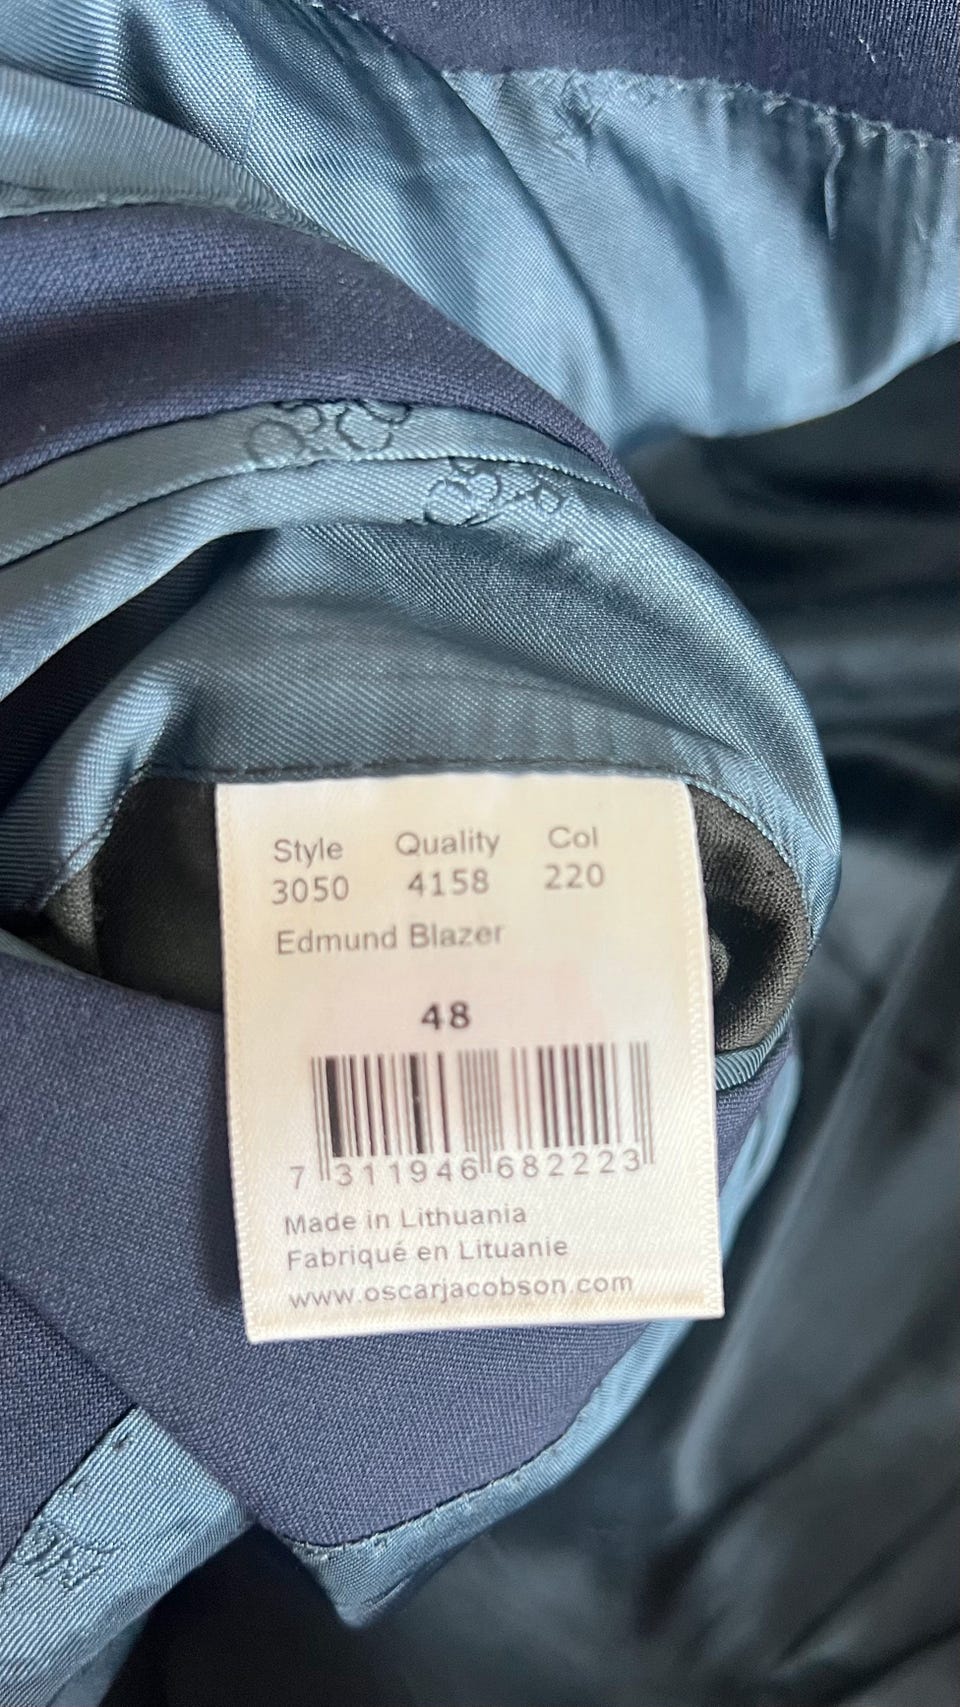 Style Quality Col
3050 4158 220
Edmund Blazer
48
7 311946 682223
Made in Lithuania
Fabriqué en Lituanie
www.oscarjacobson.com